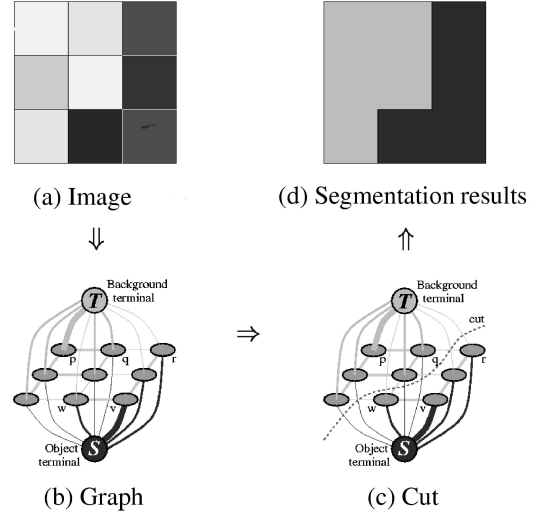 (a) Image
(d) Segmentation results
⇓
⇑
Background
terminal
T
p
q
r
w
v
S
Object
terminal
(b) Graph
⇒
Background
terminal
T
cut
p
q
r
w
v
S
Object
terminal
(c) Cut